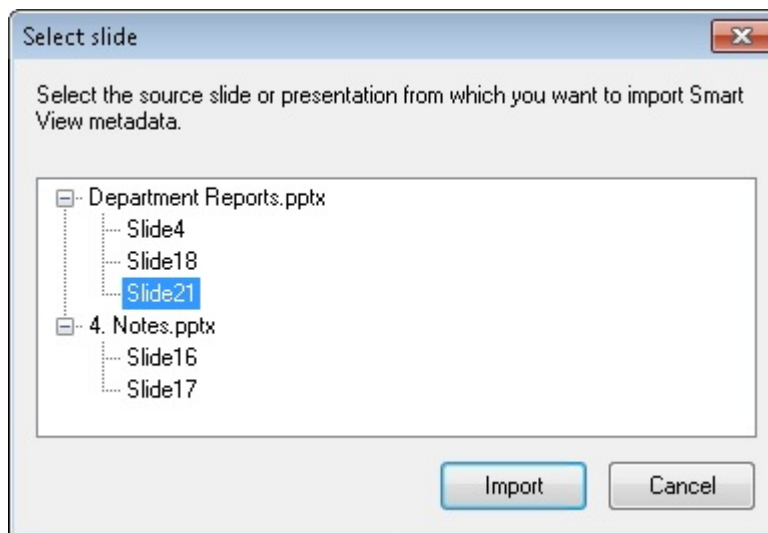 Select slide
Select the source slide or presentation from which you want to import Smart
View metadata.
Department Reports.pptx
Slide4
Slide18
Slide21
4. Notes.pptx
Slide16
Slide17
Import
Cancel